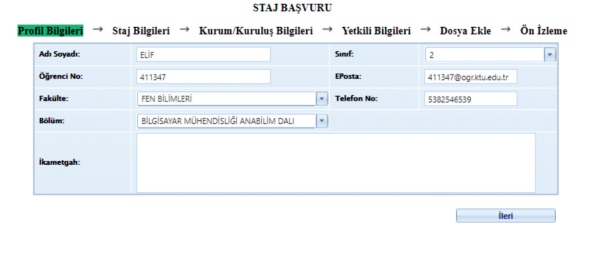 STAJ BAŞVURU
Profil Bilgileri → Staj Bilgileri → Kurum/Kuruluş Bilgileri → Yetkili Bilgileri → Dosya Ekle → Ön İzleme
Adı Soyadı: ELİF Sınıf: 2
Öğrenci No: 411347 EPosta: 411347@ogr.ktu.edu.tr
Fakülte: FEN BİLİMLERİ Telefon No: 5382546539
Bölüm: BİLGİSAYAR MÜHENDİSLİĞİ ANABİLİM DALI
İkametgah:
İleri